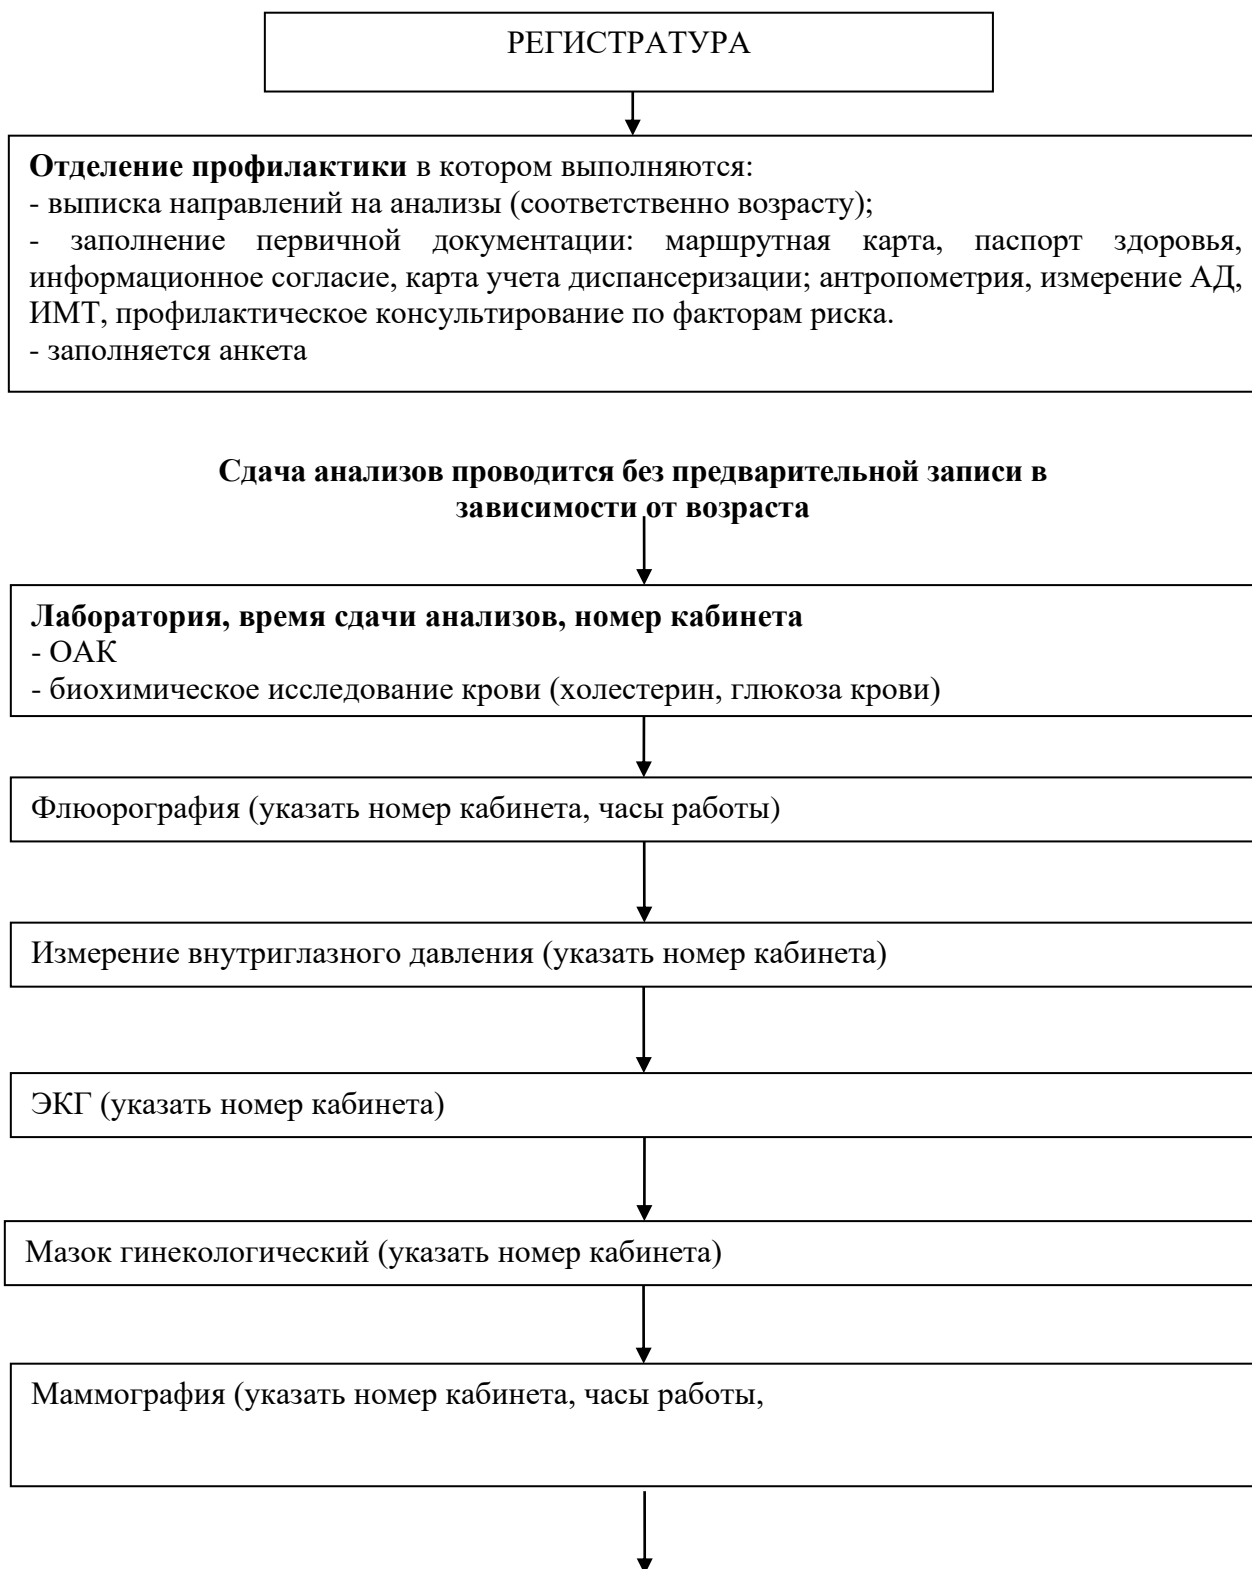 РЕГИСТРАТУРА
Отделение профилактики в котором выполняются:
- выписка направлений на анализы (соответственно возрасту);
- заполнение первичной документации: маршрутная карта, паспорт здоровья,
информационное согласие, карта учета диспансеризации; антропометрия, измерение АД,
ИМТ, профилактическое консультирование по факторам риска.
- заполняется анкета
Сдача анализов проводится без предварительной записи в
зависимости от возраста
Лаборатория, время сдачи анализов, номер кабинета
- ОАК
- биохимическое исследование крови (холестерин, глюкоза крови)
Флюорография (указать номер кабинета, часы работы)
Измерение внутриглазного давления (указать номер кабинета)
ЭКГ (указать номер кабинета)
Мазок гинекологический (указать номер кабинета)
Маммография (указать номер кабинета, часы работы,